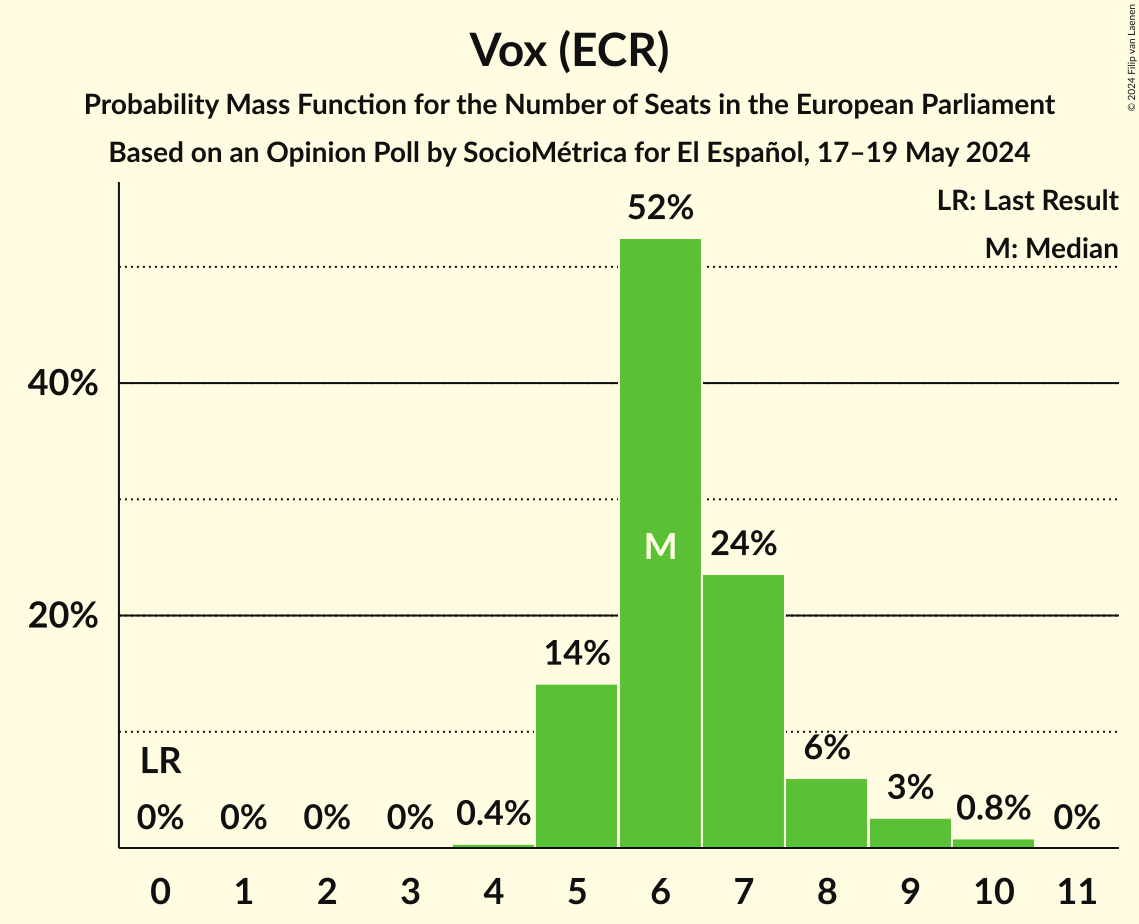 Vox (ECR)
Probability Mass Function for the Number of Seats in the European Parliament
Based on an Opinion Poll by SocioMétrica for El Español, 17–19 May 2024
© 2024 Filip van Laenen
LR: Last Result
M: Median
52%
40%
M
24%
20%
14%
LR
6%
3%
0%
0%
0%
0%
0.4%
0.8%
0%
0 1 2 3 4 5 6 7 8 9 10 11